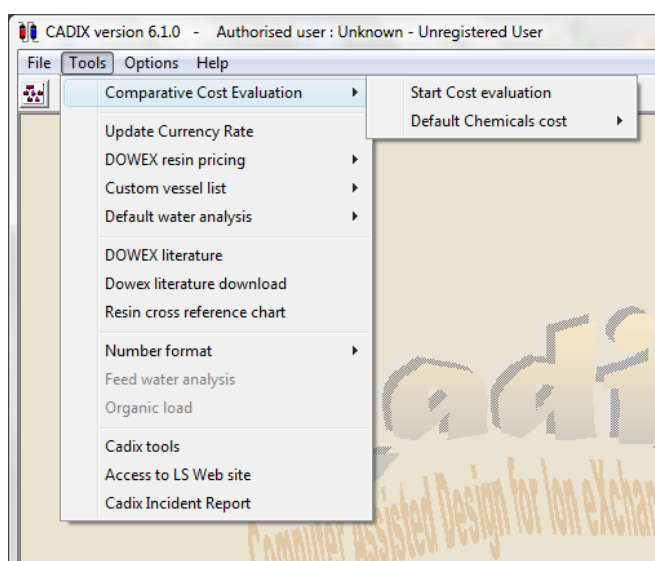 CADIX version 6.1.0 - Authorised user : Unknown - Unregistered User
File Tools Options Help
Comparative Cost Evaluation
Start Cost evaluation
Default Chemicals cost
Update Currency Rate
DOWEX resin pricing
Custom vessel list
Default water analysis
DOWEX literature
Dowex literature download
Resin cross reference chart
Number format
Feed water analysis
Organic load
Cadix tools
Access to LS Web site
Cadix Incident Report
adi
Computer Assisted Design for Ion eXchan